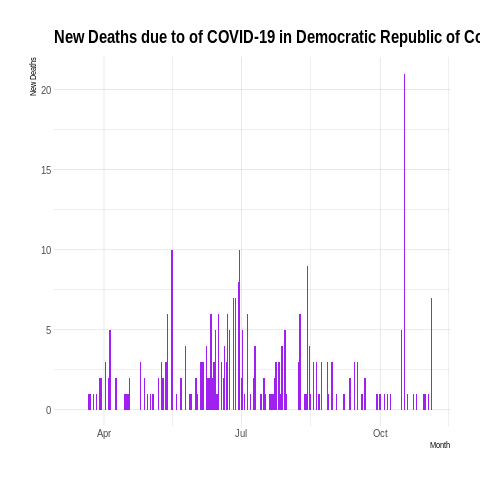 New Deaths due to of COVID-19 in Democratic Republic of Co
New Deaths
20
15
10
5
0
Apr
Jul
Oct
Month